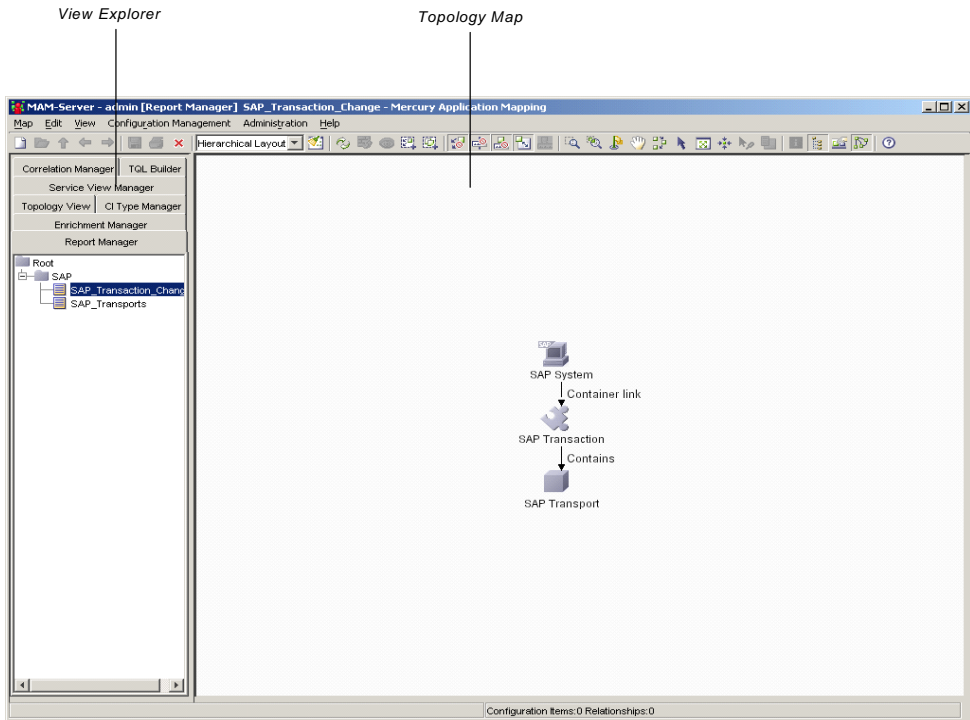 View Explorer
Topology Map
MAM-Server - admin [Report Manager] SAP_Transaction_Change - Mercury Application Mapping
Map Edit View Configuration Management Administration Help
Hierarchical Layout
Correlation Manager TQL Builder
Service View Manager
Topology View CI Type Manager
Enrichment Manager
Report Manager
Root
SAP
SAP_Transaction_Chang
SAP_Transports
SAP
SAP System
Container link
SAP Transaction
Contains
SAP Transport
Configuration Items:0 Relationships:0